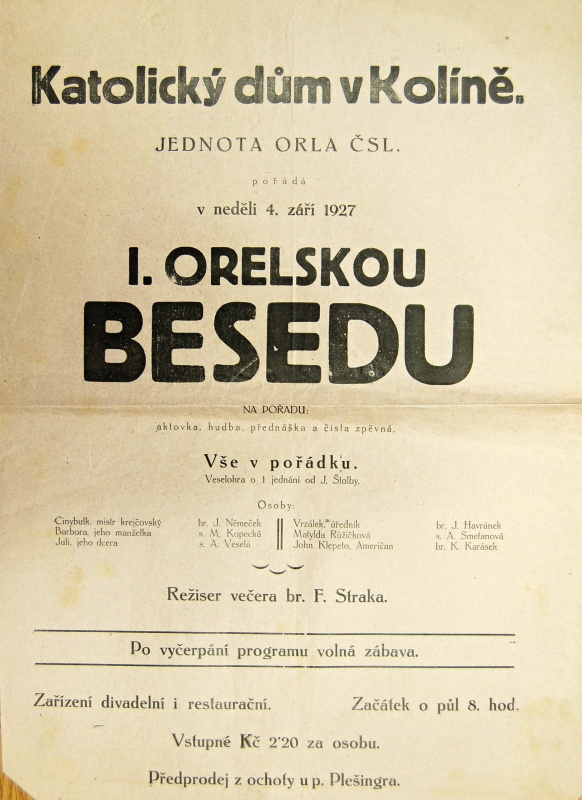 Katolický dům v Kolíně.
JEDNOTA ORLA ČSL.
pořádá
v neděli 4. září 1927
I. ORELSKOU
BESEDU
NA POŘADU:
aktovka, hudba, přednáška a čísla zpěvná.
Vše v pořádku.
Veselohra o 1 jednání od J. Štolby.
Osoby:
Cinybulk, mistr krejčovský br. J. Němeček
Barbora, jeho manželka s. M. Kopecká
Juli, jeho dcera s. A. Veselá
Vrzálek, úředník br. J. Havránek
Matylda Růžičková s. A. Smetanová
John Klepeto, Američan br. K. Karásek
Režiser večera br. F. Straka.
Po vyčerpání programu volná zábava.
Zařízení divadelní i restaurační. Začátek o půl 8. hod.
Vstupné Kč 2·20 za osobu.
Předprodej z ochoty u p. Plešingra.